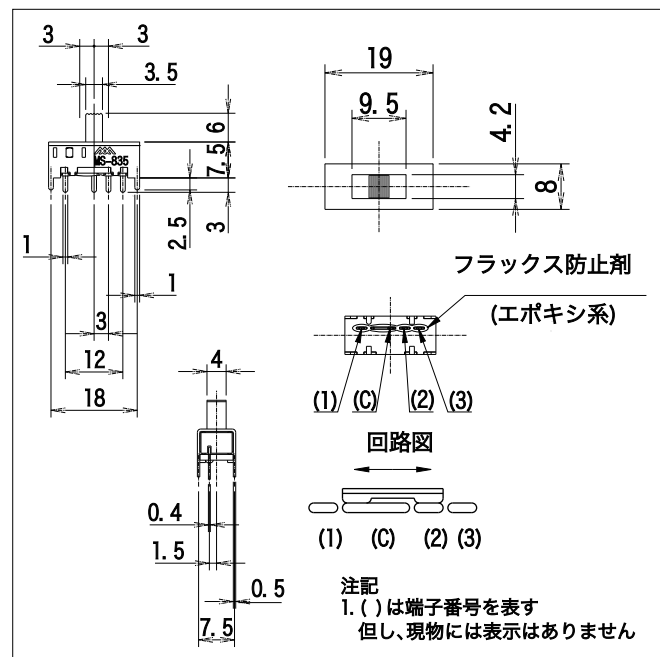 3 3
3.5
6
7.5
MS-835
2.5
3
1
1
3
12
18
19
9.5
4.2
8
フラックス防止剤
(エポキシ系)
(1) (C) (2) (3)
4
0.4
1.5
0.5
7.5
回路図
(1) (C) (2) (3)
注記
1. ( ) は端子番号を表す
但し、現物には表示はありません